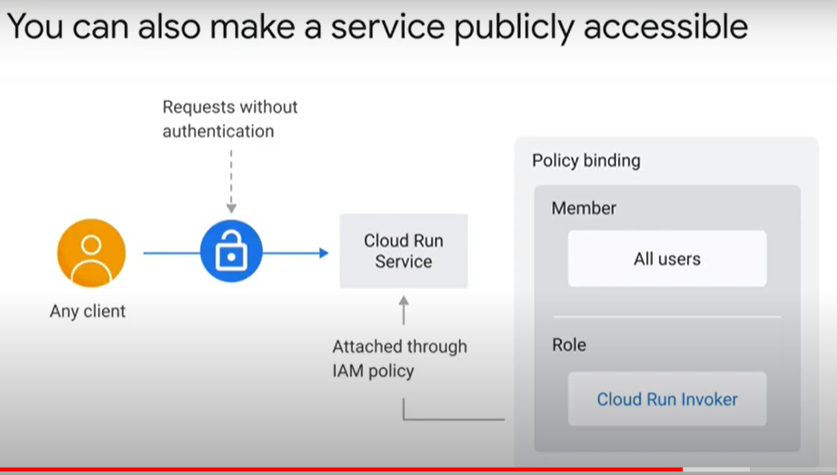 You can also make a service publicly accessible
Requests without
authentication
Any client
Cloud Run
Service
Attached through
IAM policy
Policy binding
Member
All users
Role
Cloud Run Invoker